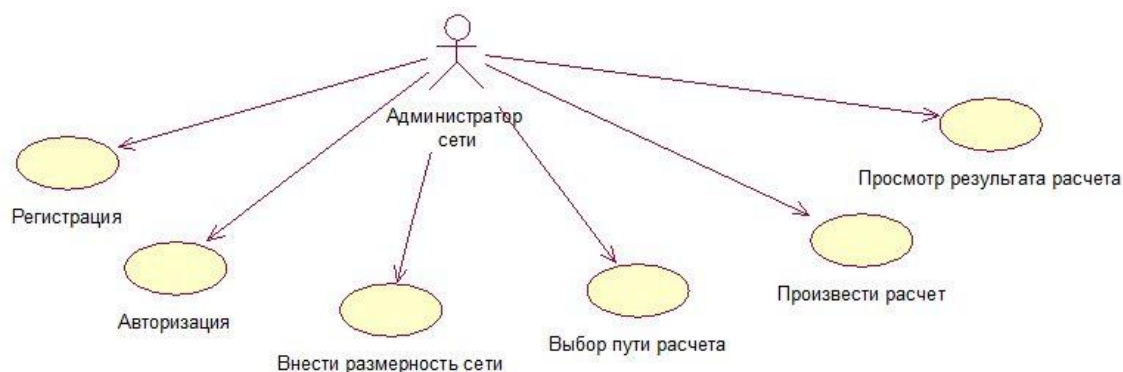 Администратор
сети
Просмотр результата расчета
Регистрация
Произвести расчет
Авторизация
Выбор пути расчета
Внести размерность сети